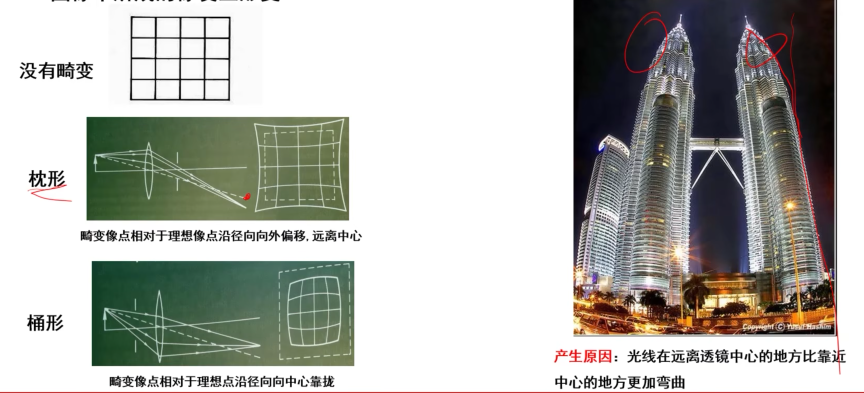 没有畸变
枕形
畸变像点相对于理想像点沿径向向外偏移, 远离中心
桶形
畸变像点相对于理想点沿径向向中心靠拢
Copyright (C) Yusuf Hashim
产生原因：光线在远离透镜中心的地方比靠近
中心的地方更加弯曲